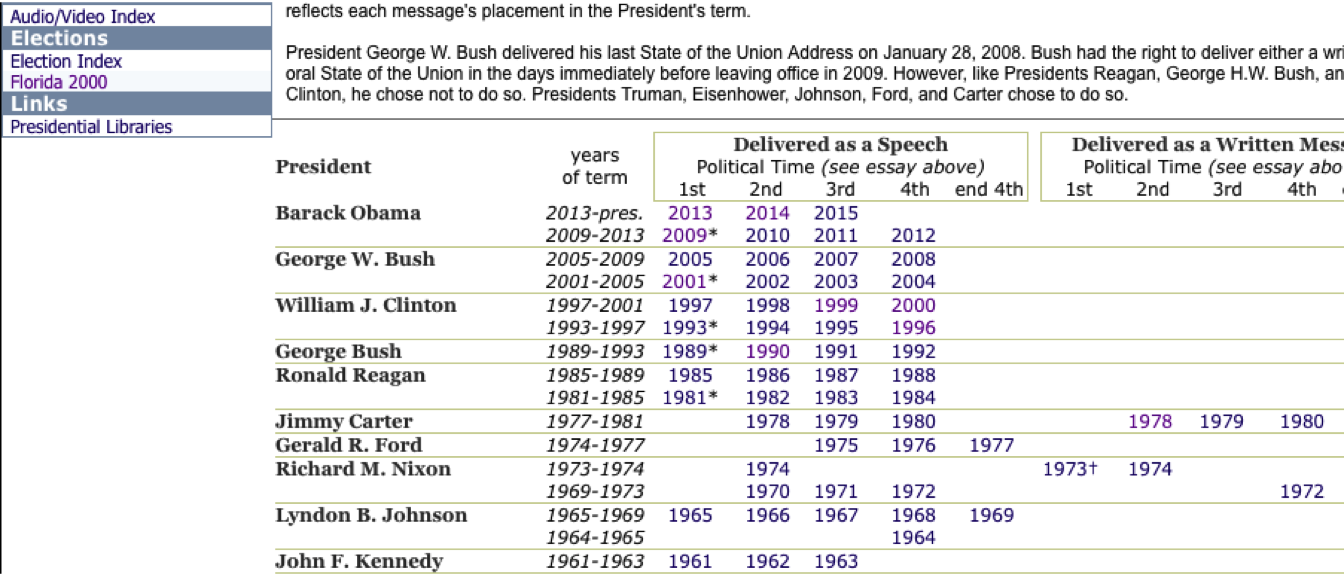 Audio/Video Index
Elections
Election Index
Florida 2000
Links
Presidential Libraries
reflects each message's placement in the President's term.
President George W. Bush delivered his last State of the Union Address on January 28, 2008. Bush had the right to deliver either a
oral State of the Union in the days immediately before leaving office in 2009. However, like Presidents Reagan, George H.W. Bush,
Clinton, he chose not to do so. Presidents Truman, Eisenhower, Johnson, Ford, and Carter chose to do so.
Delivered as a Speech Delivered as a Written
President years of term Political Time (see essay above) Political Time (see essay
1st 2nd 3rd 4th end 4th 1st 2nd 3rd 4th
Barack Obama 2013-pres. 2013 2014 2015
2009-2013 2009* 2010 2011 2012
George W. Bush 2005-2009 2005 2006 2007 2008
2001-2005 2001* 2002 2003 2004
William J. Clinton 1997-2001 1997 1998 1999 2000
1993-1997 1993* 1994 1995 1996
George Bush 1989-1993 1989* 1990 1991 1992
Ronald Reagan 1985-1989 1985 1986 1987 1988
1981-1985 1981* 1982 1983 1984
Jimmy Carter 1977-1981 1978 1979 1980 1978 1979 1980
Gerald R. Ford 1974-1977 1975 1976 1977
Richard M. Nixon 1973-1974 1974 1973† 1974
1969-1973 1970 1971 1972 1972
Lyndon B. Johnson 1965-1969 1965 1966 1967 1968 1969
1964-1965 1964
John F. Kennedy 1961-1963 1961 1962 1963